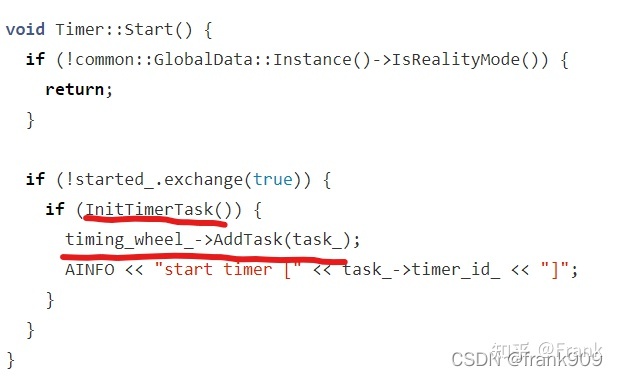 void Timer::Start() {
  if (!common::GlobalData::Instance()->IsRealityMode()) {
    return;
  }

  if (!started_.exchange(true)) {
    if (InitTimerTask()) {
      timing_wheel_->AddTask(task_);
      AINFO << "start timer [" << task_->timer_id_ << "]";
    }
  }
}
知乎 @Frank
CSDN @frank909